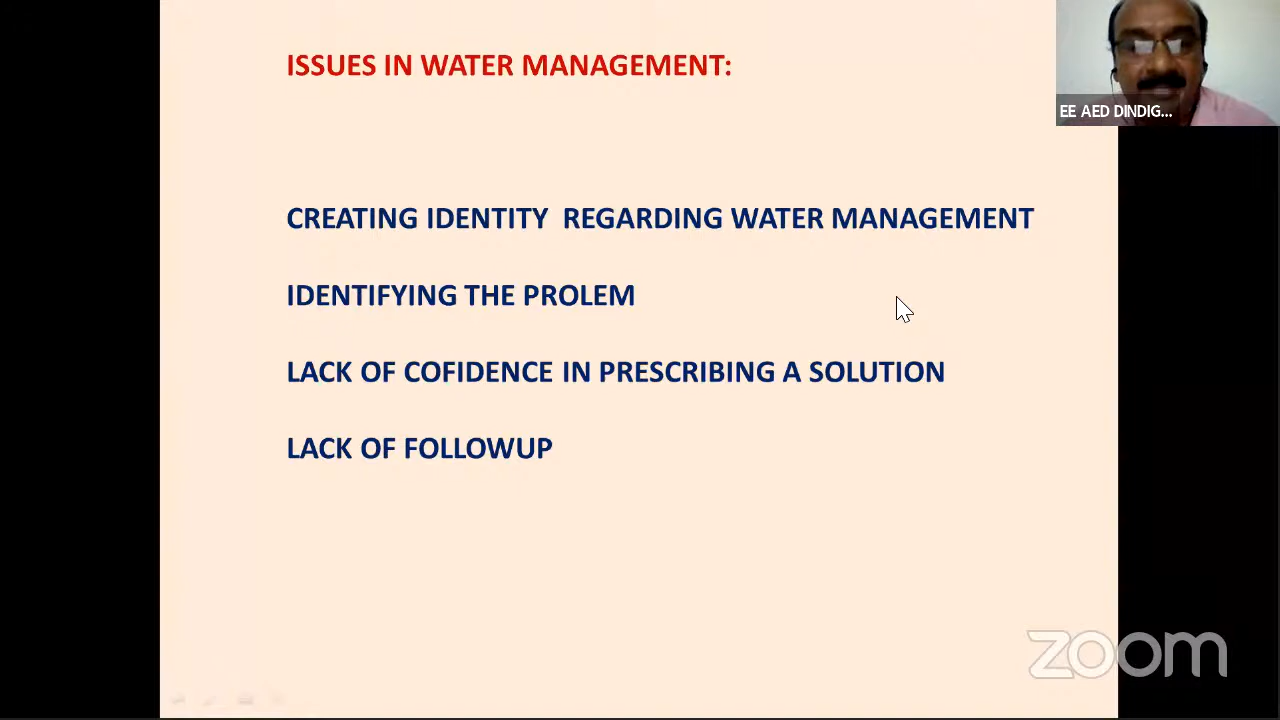 ISSUES IN WATER MANAGEMENT:
EE AED DINDIG...
CREATING IDENTITY REGARDING WATER MANAGEMENT
IDENTIFYING THE PROLEM
LACK OF COFIDENCE IN PRESCRIBING A SOLUTION
LACK OF FOLLOWUP
zoom